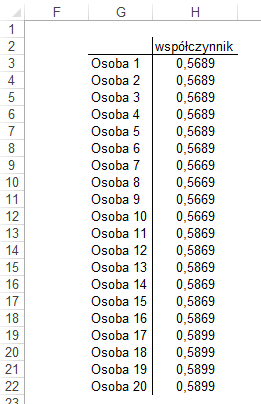 F G H
1
2 współczynnik
3 Osoba 1 0,5689
4 Osoba 2 0,5689
5 Osoba 3 0,5689
6 Osoba 4 0,5689
7 Osoba 5 0,5689
8 Osoba 6 0,5689
9 Osoba 7 0,5669
10 Osoba 8 0,5669
11 Osoba 9 0,5669
12 Osoba 10 0,5669
13 Osoba 11 0,5869
14 Osoba 12 0,5869
15 Osoba 13 0,5869
16 Osoba 14 0,5869
17 Osoba 15 0,5869
18 Osoba 16 0,5869
19 Osoba 17 0,5899
20 Osoba 18 0,5899
21 Osoba 19 0,5899
22 Osoba 20 0,5899
23